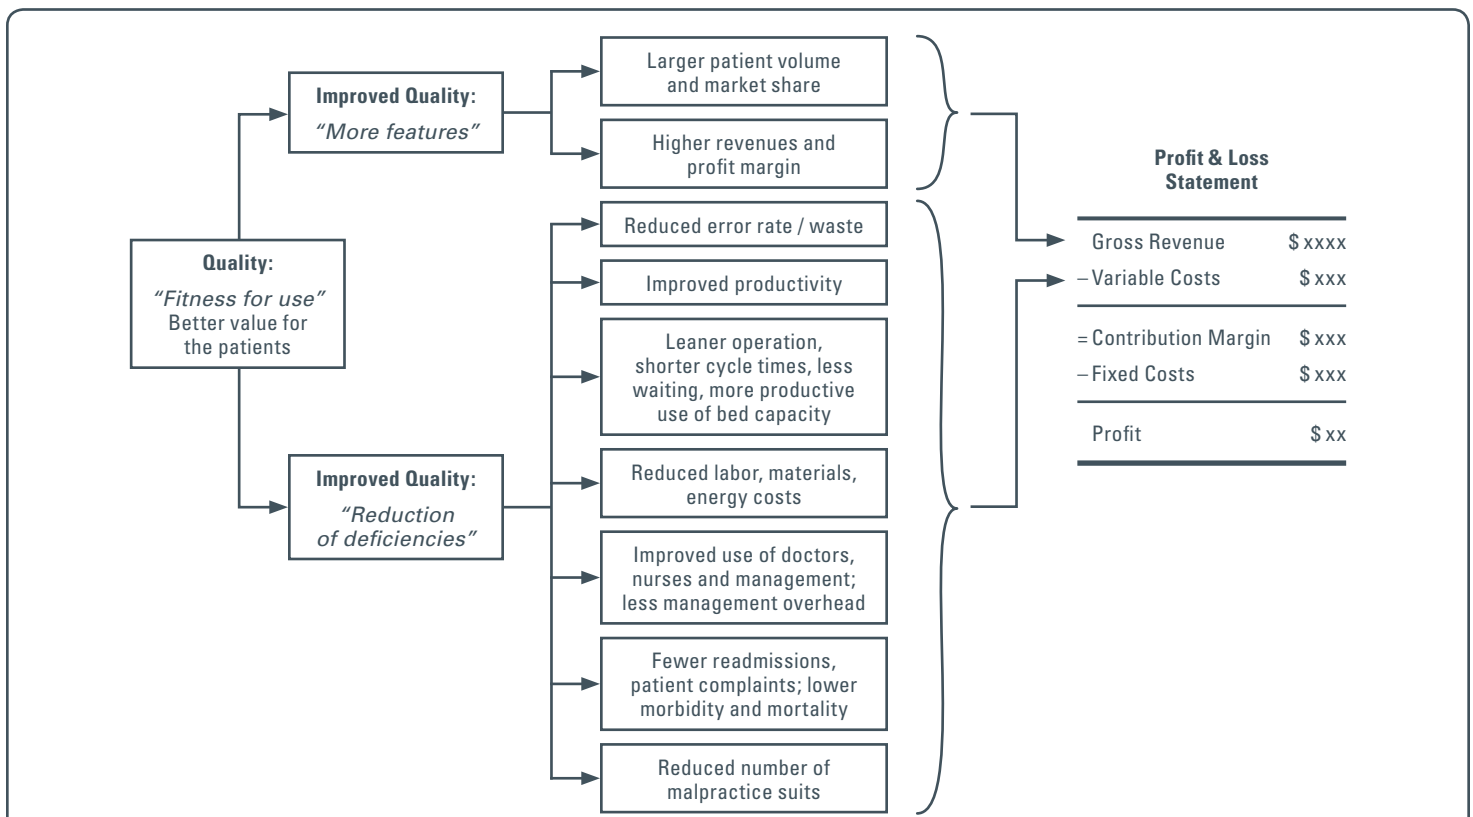 Quality:
“Fitness for use”
Better value for
the patients
Improved Quality:
“More features”
Improved Quality:
“Reduction
of deficiencies”
Larger patient volume
and market share
Higher revenues and
profit margin
Reduced error rate / waste
Improved productivity
Leaner operation,
shorter cycle times, less
waiting, more productive
use of bed capacity
Reduced labor, materials,
energy costs
Improved use of doctors,
nurses and management;
less management overhead
Fewer readmissions,
patient complaints; lower
morbidity and mortality
Reduced number of
malpractice suits
Profit & Loss
Statement
Gross Revenue $ xxxx
– Variable Costs $ xxx
= Contribution Margin $ xxx
– Fixed Costs $ xxx
Profit $ xx